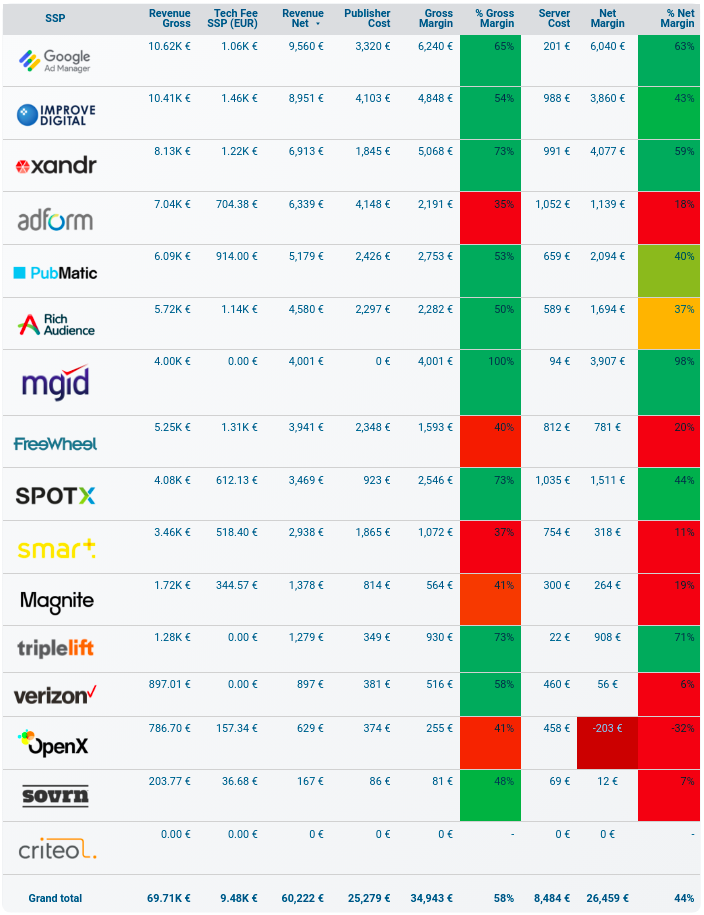 SSP Revenue Gross Tech Fee SSP (EUR) Revenue Net Publisher Cost Gross Margin % Gross Margin Server Cost Net Margin % Net Margin
Google Ad Manager 10.62K € 1.06K € 9,560 € 3,320 € 6,240 € 65% 201 € 6,040 € 63%
IMPROVE DIGITAL 10.41K € 1.46K € 8,951 € 4,103 € 4,848 € 54% 988 € 3,860 € 43%
xandr 8.13K € 1.22K € 6,913 € 1,845 € 5,068 € 73% 991 € 4,077 € 59%
adform 7.04K € 704.38 € 6,339 € 4,148 € 2,191 € 35% 1,052 € 1,139 € 18%
PubMatic 6.09K € 914.00 € 5,179 € 2,426 € 2,753 € 53% 659 € 2,094 € 40%
Rich Audience 5.72K € 1.14K € 4,580 € 2,297 € 2,282 € 50% 589 € 1,694 € 37%
mgid 4.00K € 0.00 € 4,001 € 0 € 4,001 € 100% 94 € 3,907 € 98%
FreeWheel 5.25K € 1.31K € 3,941 € 2,348 € 1,593 € 40% 812 € 781 € 20%
SPOTX 4.08K € 612.13 € 3,469 € 923 € 2,546 € 73% 1,035 € 1,511 € 44%
smart 3.46K € 518.40 € 2,938 € 1,865 € 1,072 € 37% 754 € 318 € 11%
Magnite 1.72K € 344.57 € 1,378 € 814 € 564 € 41% 300 € 264 € 19%
triplelift 1.28K € 0.00 € 1,279 € 349 € 930 € 73% 22 € 908 € 71%
verizon 897.01 € 0.00 € 897 € 381 € 516 € 58% 460 € 56 € 6%
OpenX 786.70 € 157.34 € 629 € 374 € 255 € 41% 458 € -203 € -32%
sovrn 203.77 € 36.68 € 167 € 86 € 81 € 48% 69 € 12 € 7%
criteo 0.00 € 0.00 € 0 € 0 € 0 € - 0 € 0 € -
Grand total 69.71K € 9.48K € 60,222 € 25,279 € 34,943 € 58% 8,484 € 26,459 € 44%